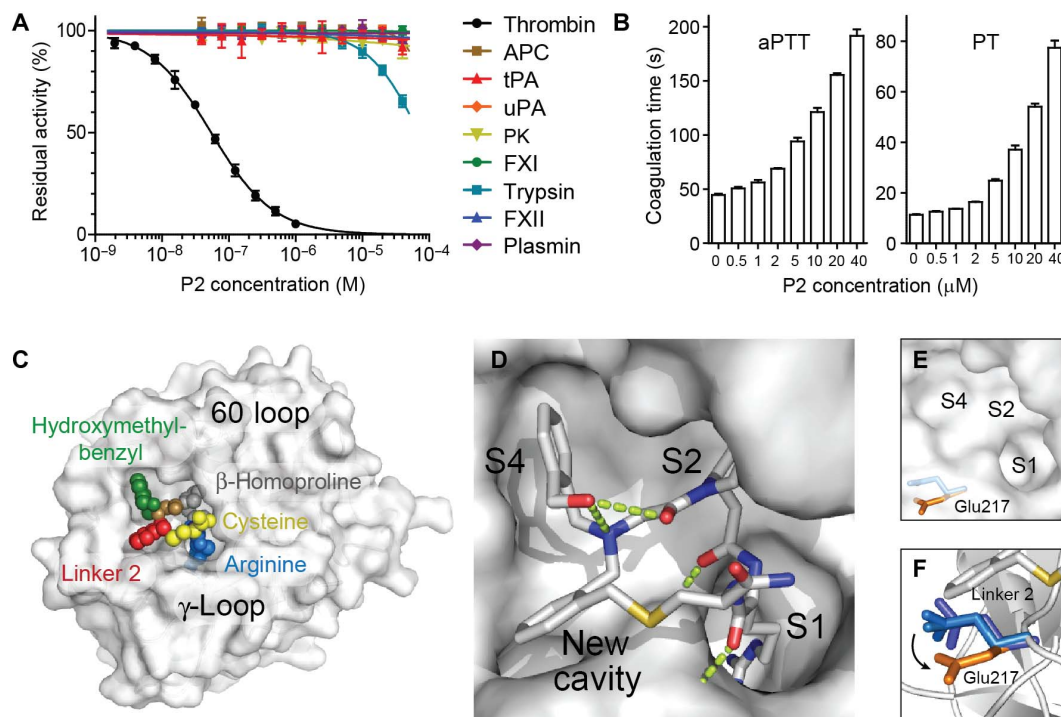 A
Residual activity (%)
100
50
0
10⁻⁹ 10⁻⁸ 10⁻⁷ 10⁻⁶ 10⁻⁵ 10⁻⁴
P2 concentration (M)
Thrombin
APC
tPA
uPA
PK
FXI
Trypsin
FXII
Plasmin
B
aPTT
PT
Coagulation time (s)
200
150
100
50
0
80
60
40
20
0
0 0.5 1 2 5 10 20 40
0 0.5 1 2 5 10 20 40
P2 concentration (μM)
C
60 loop
Hydroxymethyl-
benzyl
β-Homoproline
Cysteine
Linker 2
Arginine
γ-Loop
D
S4
S2
S1
New
cavity
E
S4
S2
S1
Glu217
F
Linker 2
Glu217